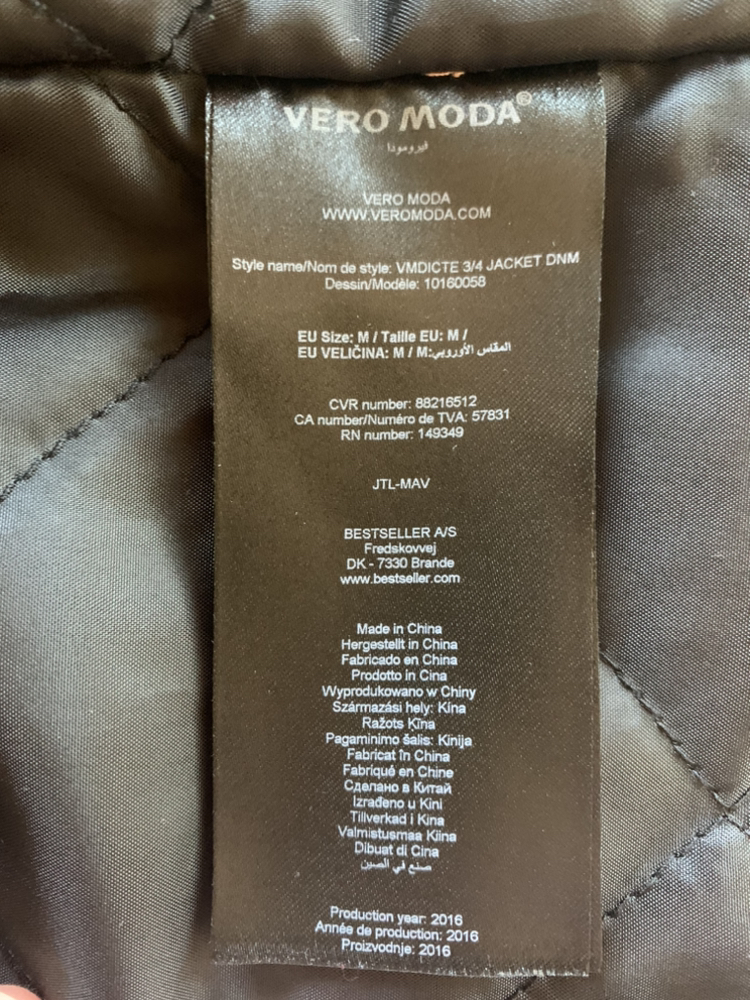 VERO MODA®
ڤيرومودا
VERO MODA
WWW.VEROMODA.COM
Style name/Nom de style: VMDICTE 3/4 JACKET DNM
Dessin/Modèle: 10160058
EU Size: M / Taille EU: M /
EU VELIČINA: M / M:المقاس الأوروبي
CVR number: 88216512
CA number/Numéro de TVA: 57831
RN number: 149349
JTL-MAV
BESTSELLER A/S
Fredskovvej
DK - 7330 Brande
www.bestseller.com
Made in China
Hergestellt in China
Fabricado en China
Prodotto in Cina
Wyprodukowano w Chiny
Származási hely: Kína
Ražots Ķīna
Pagaminimo šalis: Kinija
Fabricat în China
Fabriqué en Chine
Сделано в Китай
Izrađeno u Kini
Tillverkad i Kina
Valmistusmaa Kiina
Dibuat di Cina
صنع في الصين
Production year: 2016
Année de production: 2016
Proizvodnje: 2016